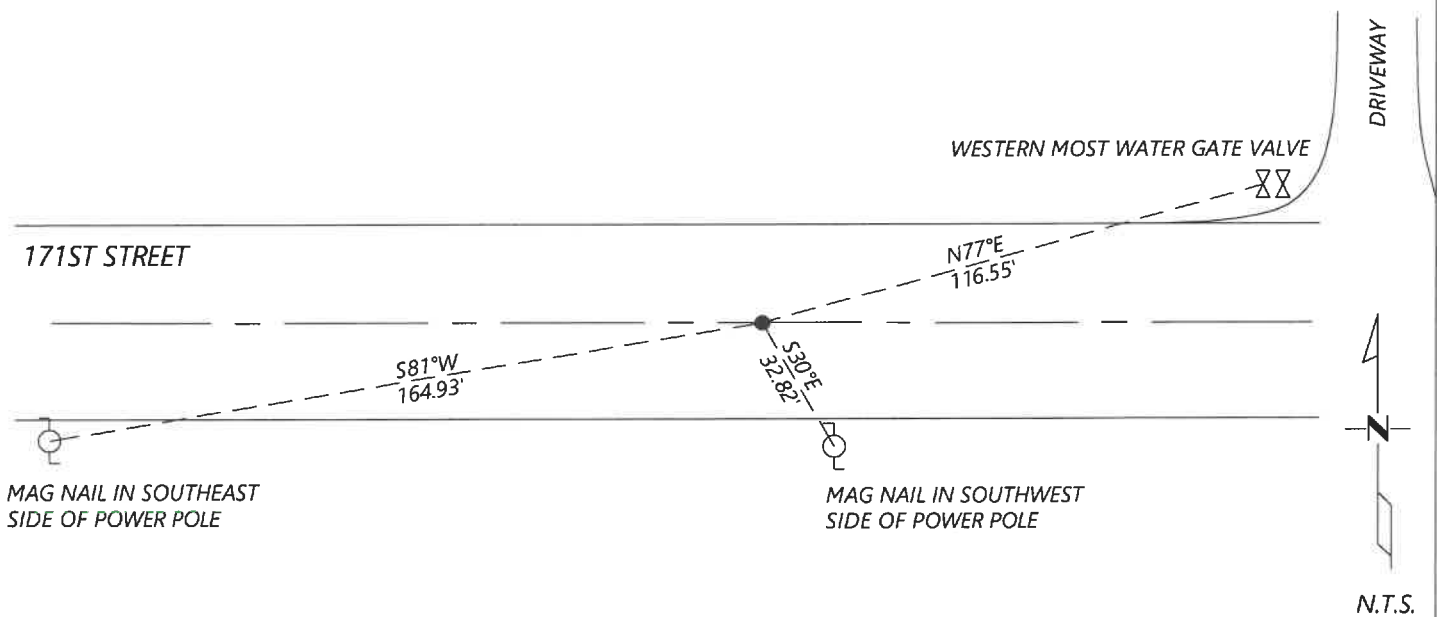 DRIVEWAY
WESTERN MOST WATER GATE VALVE
171ST STREET
N77°E
116.55'
S81°W
164.93'
S30°E
32.82'
MAG NAIL IN SOUTHEAST
SIDE OF POWER POLE
MAG NAIL IN SOUTHWEST
SIDE OF POWER POLE
N
N.T.S.